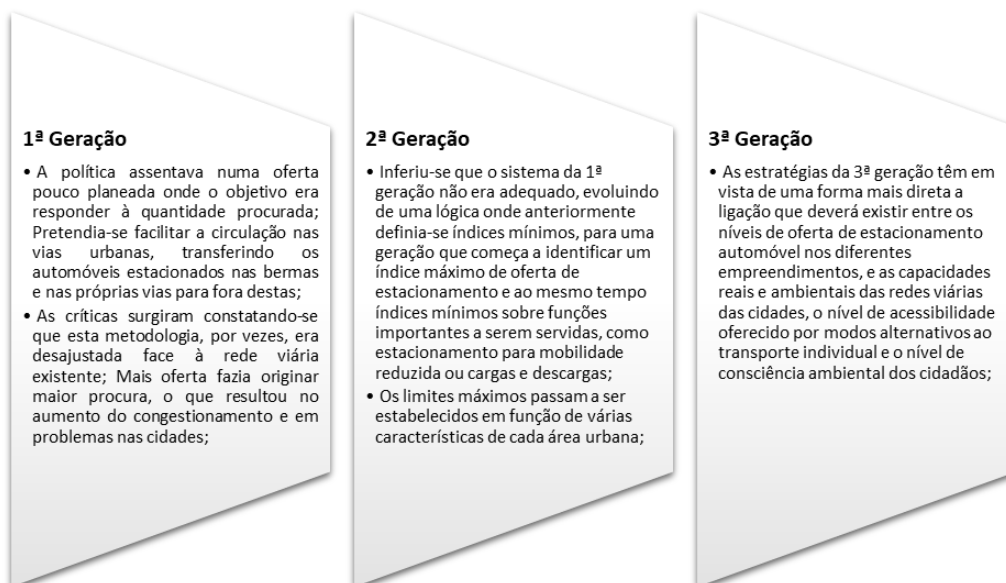 1ª Geração
• A política assentava numa oferta
pouco planeada onde o objetivo era
responder à quantidade procurada;
Pretendia-se facilitar a circulação nas
vias urbanas, transferindo os
automóveis estacionados nas bermas
e nas próprias vias para fora destas;
• As críticas surgiram constatando-se
que esta metodologia, por vezes, era
desajustada face à rede viária
existente; Mais oferta fazia originar
maior procura, o que resultou no
aumento do congestionamento e em
problemas nas cidades;
2ª Geração
• Inferiu-se que o sistema da 1ª
geração não era adequado, evoluindo
de uma lógica onde anteriormente
definia-se índices mínimos, para uma
geração que começa a identificar um
índice máximo de oferta de
estacionamento e ao mesmo tempo
índices mínimos sobre funções
importantes a serem servidas, como
estacionamento para mobilidade
reduzida ou cargas e descargas;
• Os limites máximos passam a ser
estabelecidos em função de várias
características de cada área urbana;
3ª Geração
• As estratégias da 3ª geração têm em
vista de uma forma mais direta a
ligação que deverá existir entre os
níveis de oferta de estacionamento
automóvel nos diferentes
empreendimentos, e as capacidades
reais e ambientais das redes viárias
das cidades, o nível de acessibilidade
oferecido por modos alternativos ao
transporte individual e o nível de
consciência ambiental dos cidadãos;